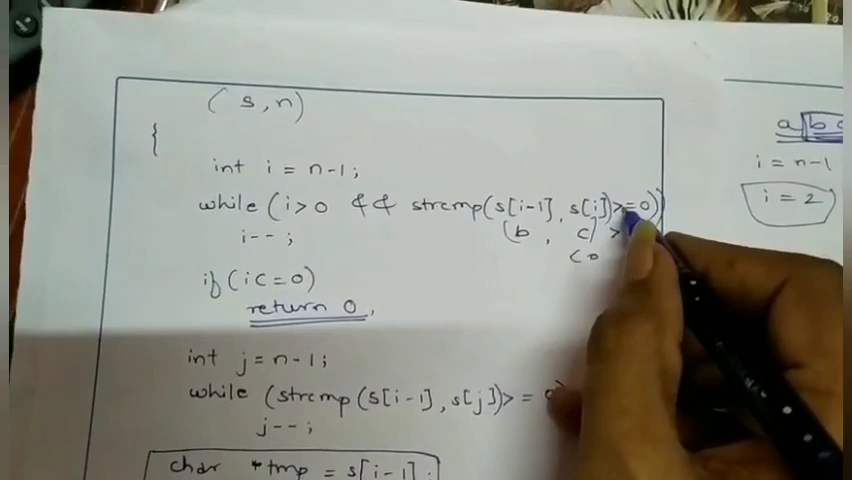 ( s, n)
{
int i = n-1;
while (i>0 && strcmp(s[i-1], s[i])>=0))
(b, c) >
<0
i--;
if (i<=0)
return 0,
int j = n-1;
while (strcmp(s[i-1], s[j])>= 0)
j--;
char *tmp = s[i-1];
a b c
i = n-1
i = 2